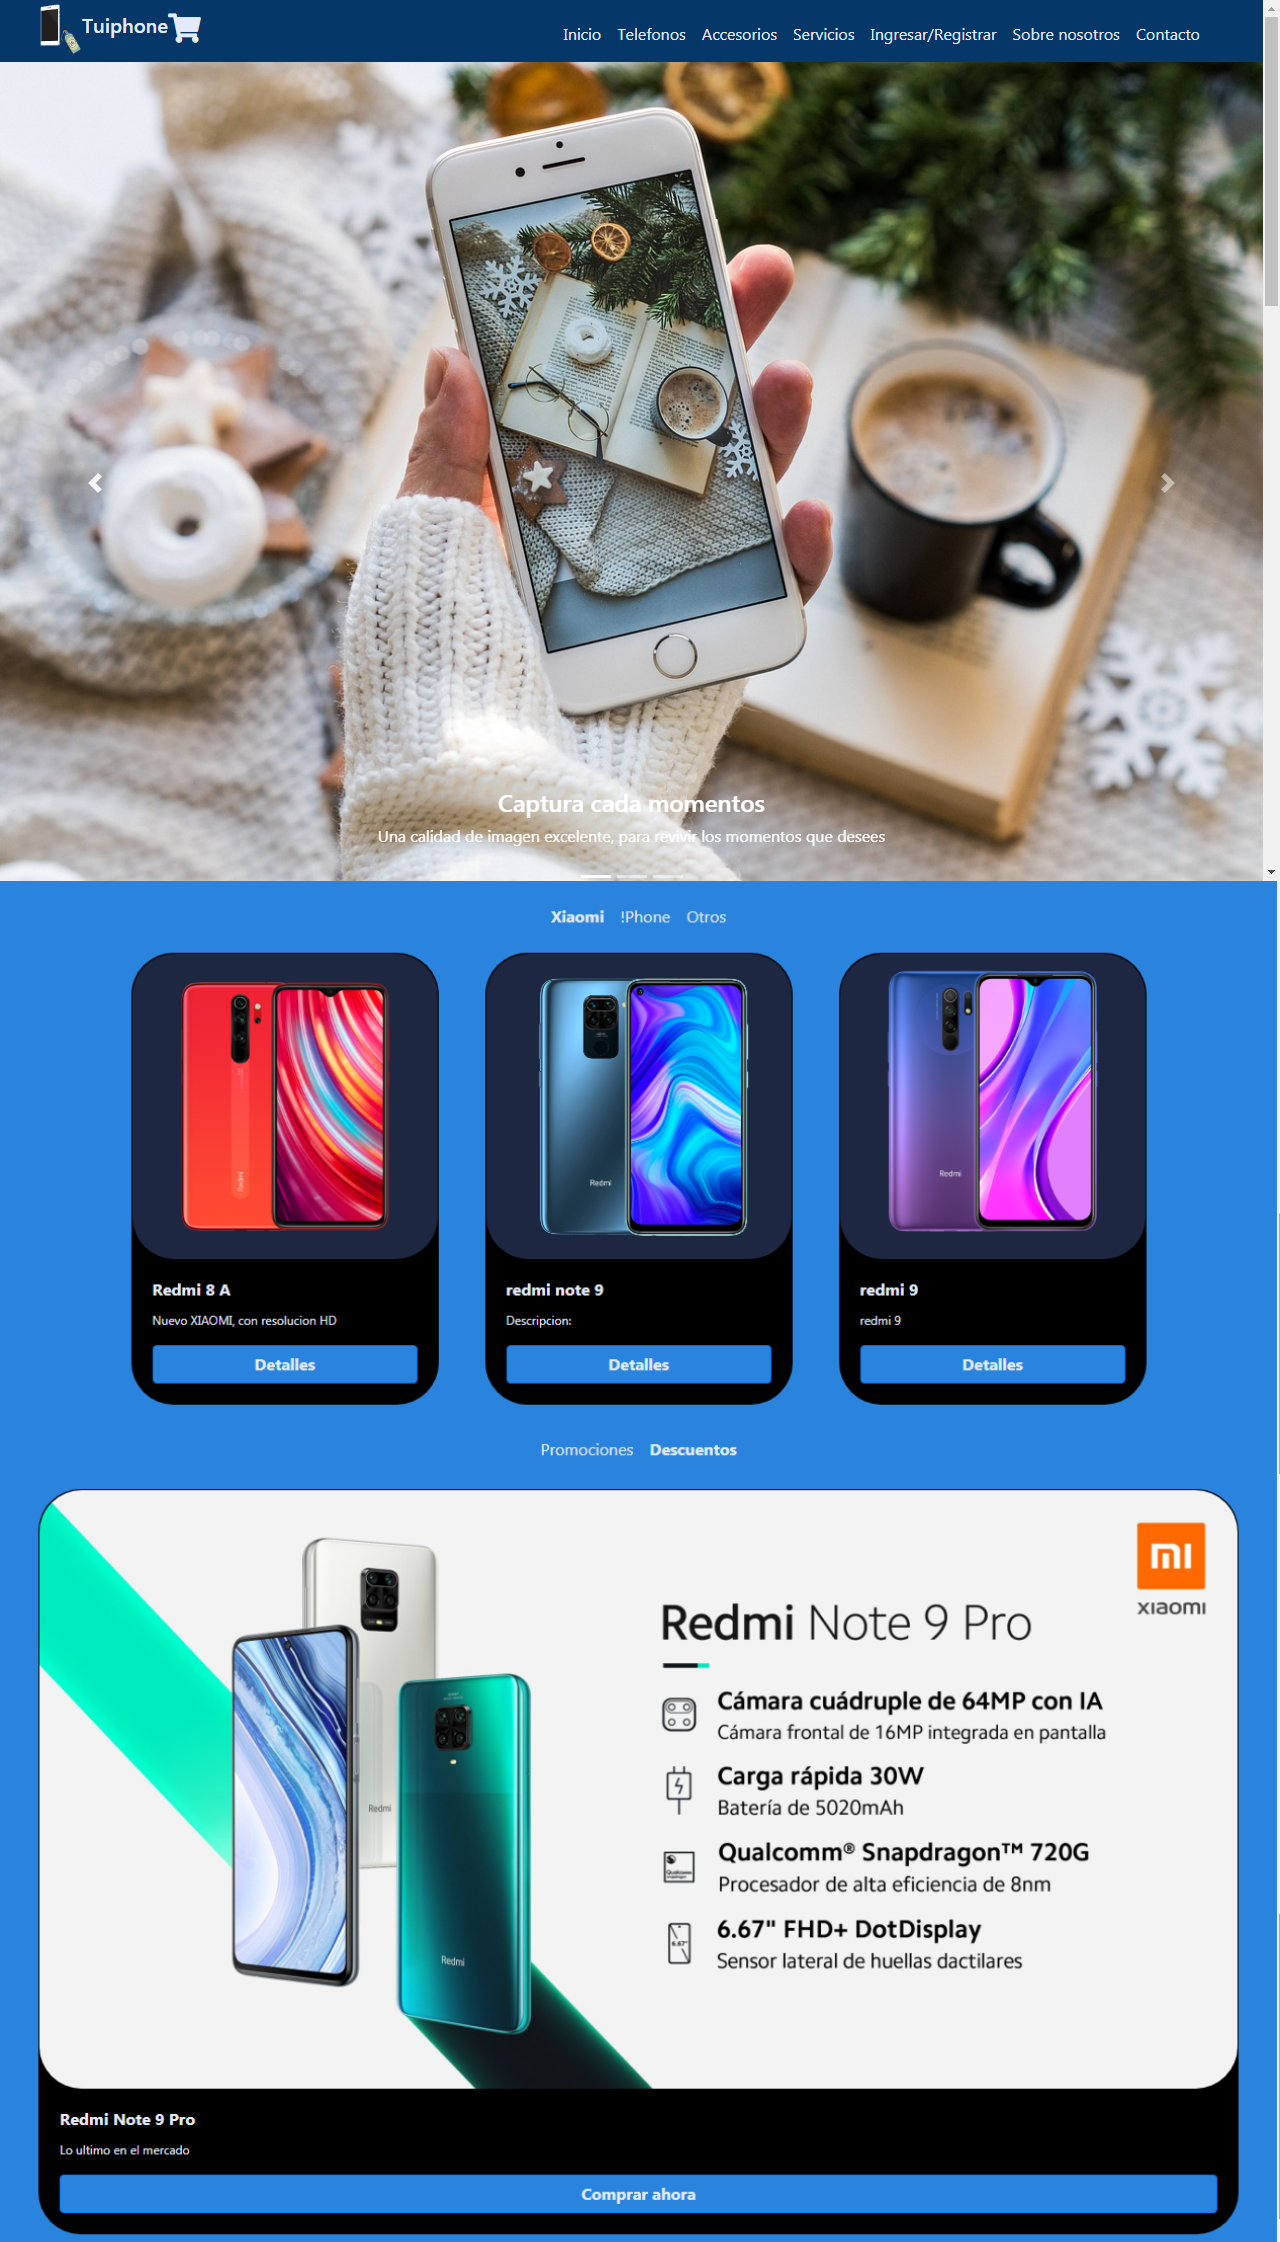 Tuiphone
Inicio Telefonos Accesorios Servicios Ingresar/Registrar Sobre nosotros Contacto
Captura cada momentos
Una calidad de imagen excelente, para revivir los momentos que desees
Xiaomi !Phone Otros
Redmi
Redmi
Redmi
Redmi 8 A
Nuevo XIAOMI, con resolucion HD
Detalles
redmi note 9
Descripcion:
Detalles
redmi 9
redmi 9
Detalles
Promociones Descuentos
mi
xiaomi
Redmi Note 9 Pro
Cámara cuádruple de 64MP con IA
Cámara frontal de 16MP integrada en pantalla
Carga rápida 30W
Batería de 5020mAh
Qualcomm® Snapdragon™ 720G
Procesador de alta eficiencia de 8nm
6.67" FHD+ DotDisplay
Sensor lateral de huellas dactilares
6.67"
Redmi
Redmi
Redmi Note 9 Pro
Lo ultimo en el mercado
Comprar ahora